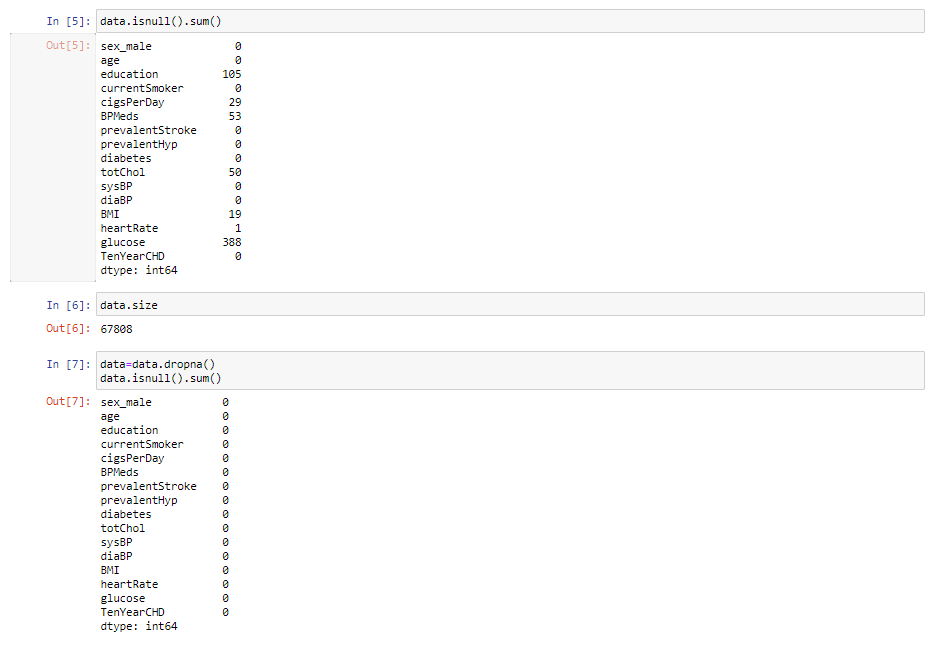 In [5]: data.isnull().sum()
Out[5]: sex_male 0
age 0
education 105
currentSmoker 0
cigsPerDay 29
BPMeds 53
prevalentStroke 0
prevalentHyp 0
diabetes 0
totChol 50
sysBP 0
diaBP 0
BMI 19
heartRate 1
glucose 388
TenYearCHD 0
dtype: int64
In [6]: data.size
Out[6]: 67808
In [7]: data=data.dropna()
data.isnull().sum()
Out[7]: sex_male 0
age 0
education 0
currentSmoker 0
cigsPerDay 0
BPMeds 0
prevalentStroke 0
prevalentHyp 0
diabetes 0
totChol 0
sysBP 0
diaBP 0
BMI 0
heartRate 0
glucose 0
TenYearCHD 0
dtype: int64